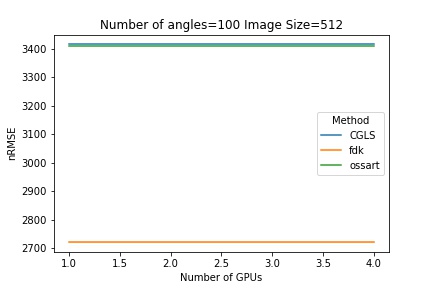 Number of angles=100 Image Size=512
nRMSE
3400
3300
3200
3100
3000
2900
2800
2700
Method
CGLS
fdk
ossart
1.0 1.5 2.0 2.5 3.0 3.5 4.0
Number of GPUs